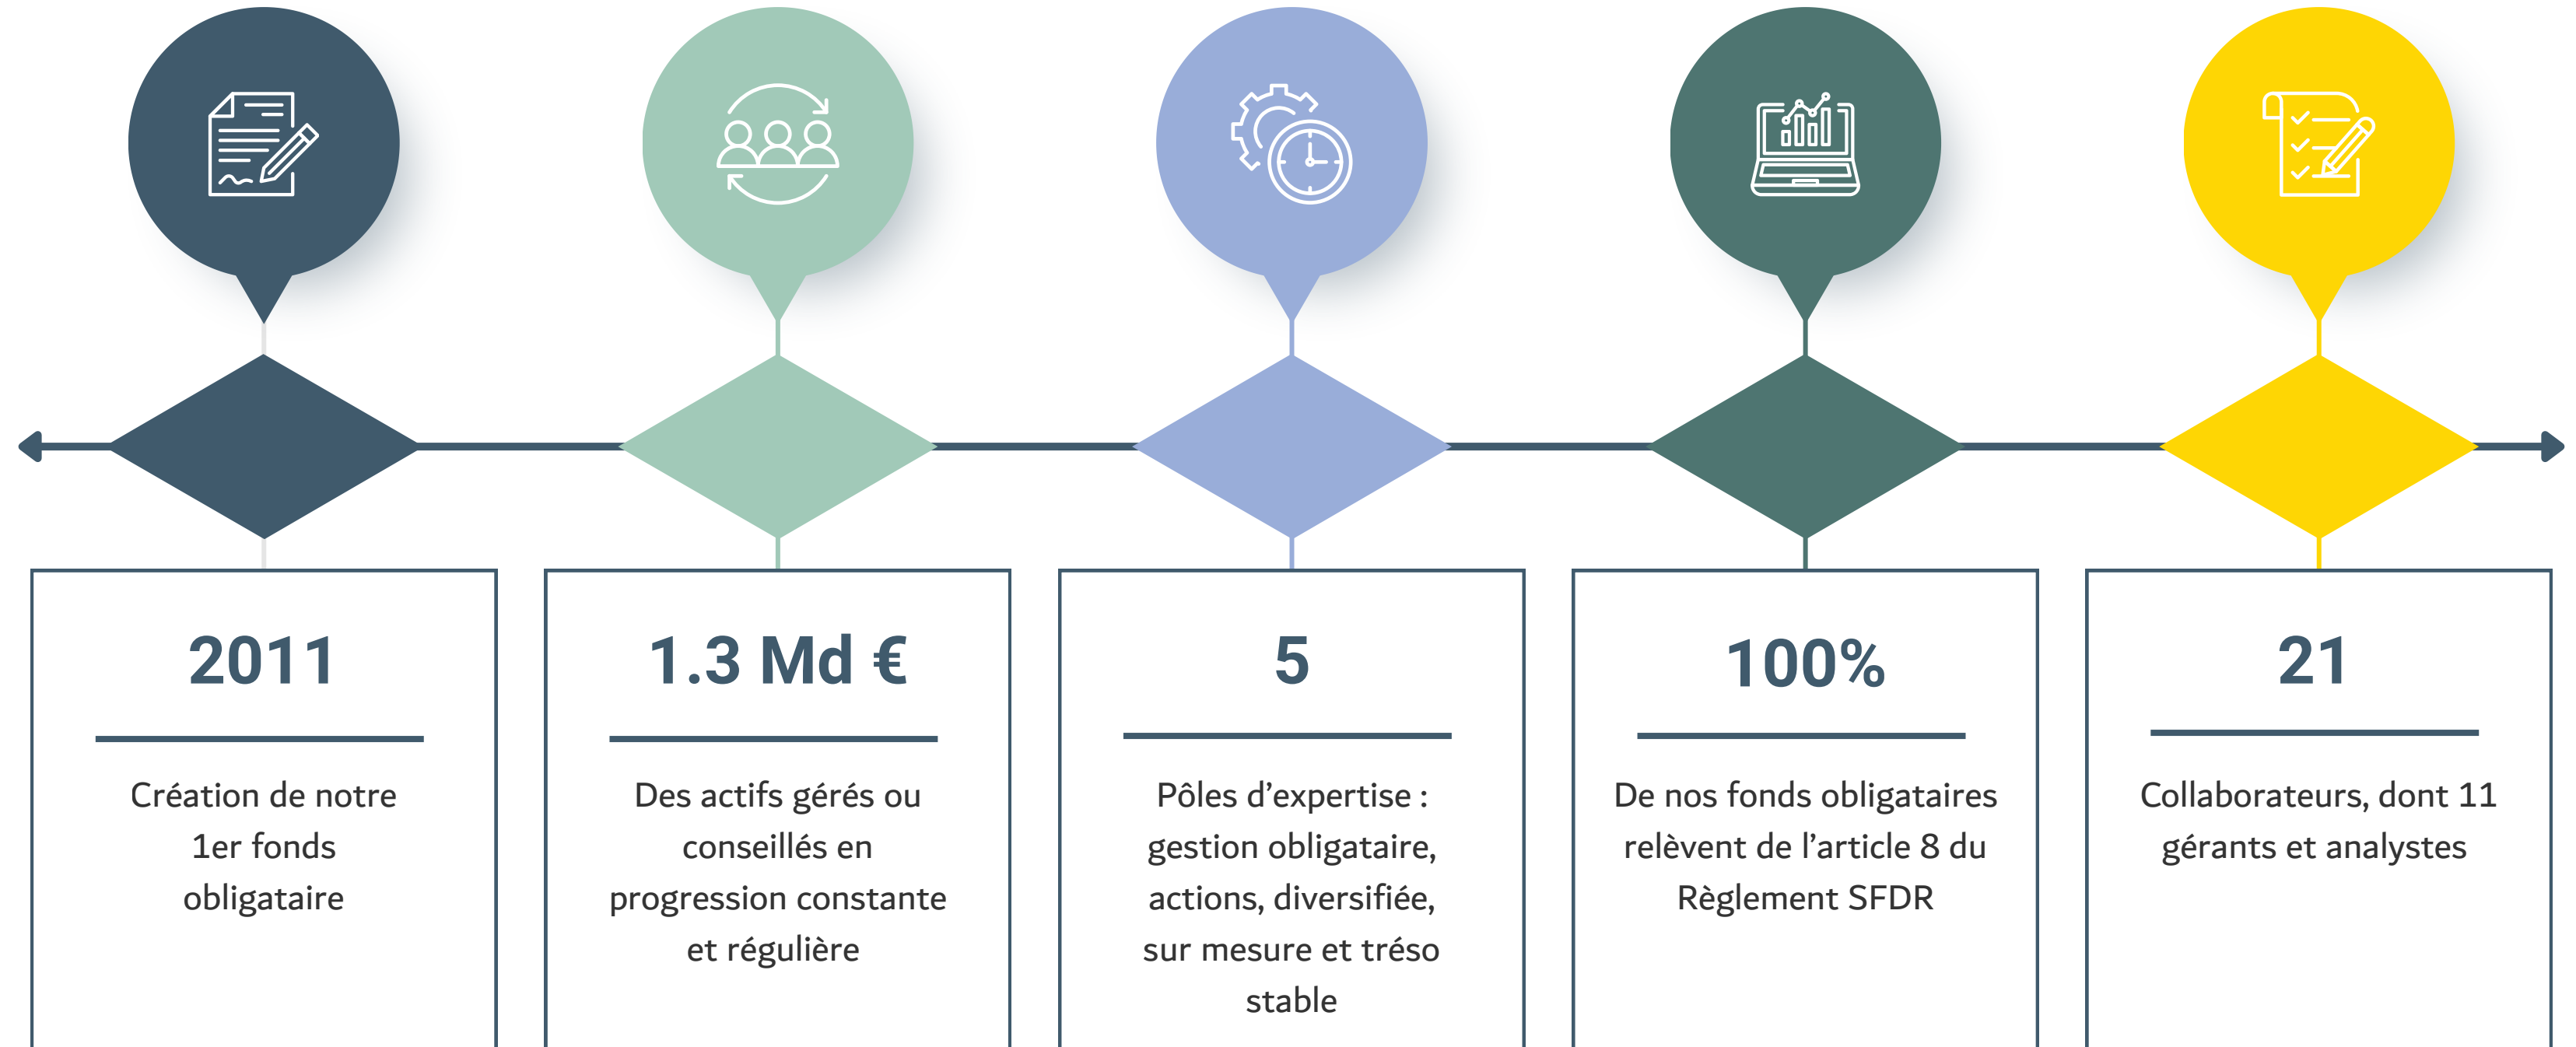 2011
Création de notre
1er fonds
obligataire
1.3 Md €
Des actifs gérés ou
conseillés en
progression constante
et régulière
5
Pôles d’expertise :
gestion obligataire,
actions, diversifiée,
sur mesure et tréso
stable
100%
De nos fonds obligataires
relèvent de l’article 8 du
Règlement SFDR
21
Collaborateurs, dont 11
gérants et analystes